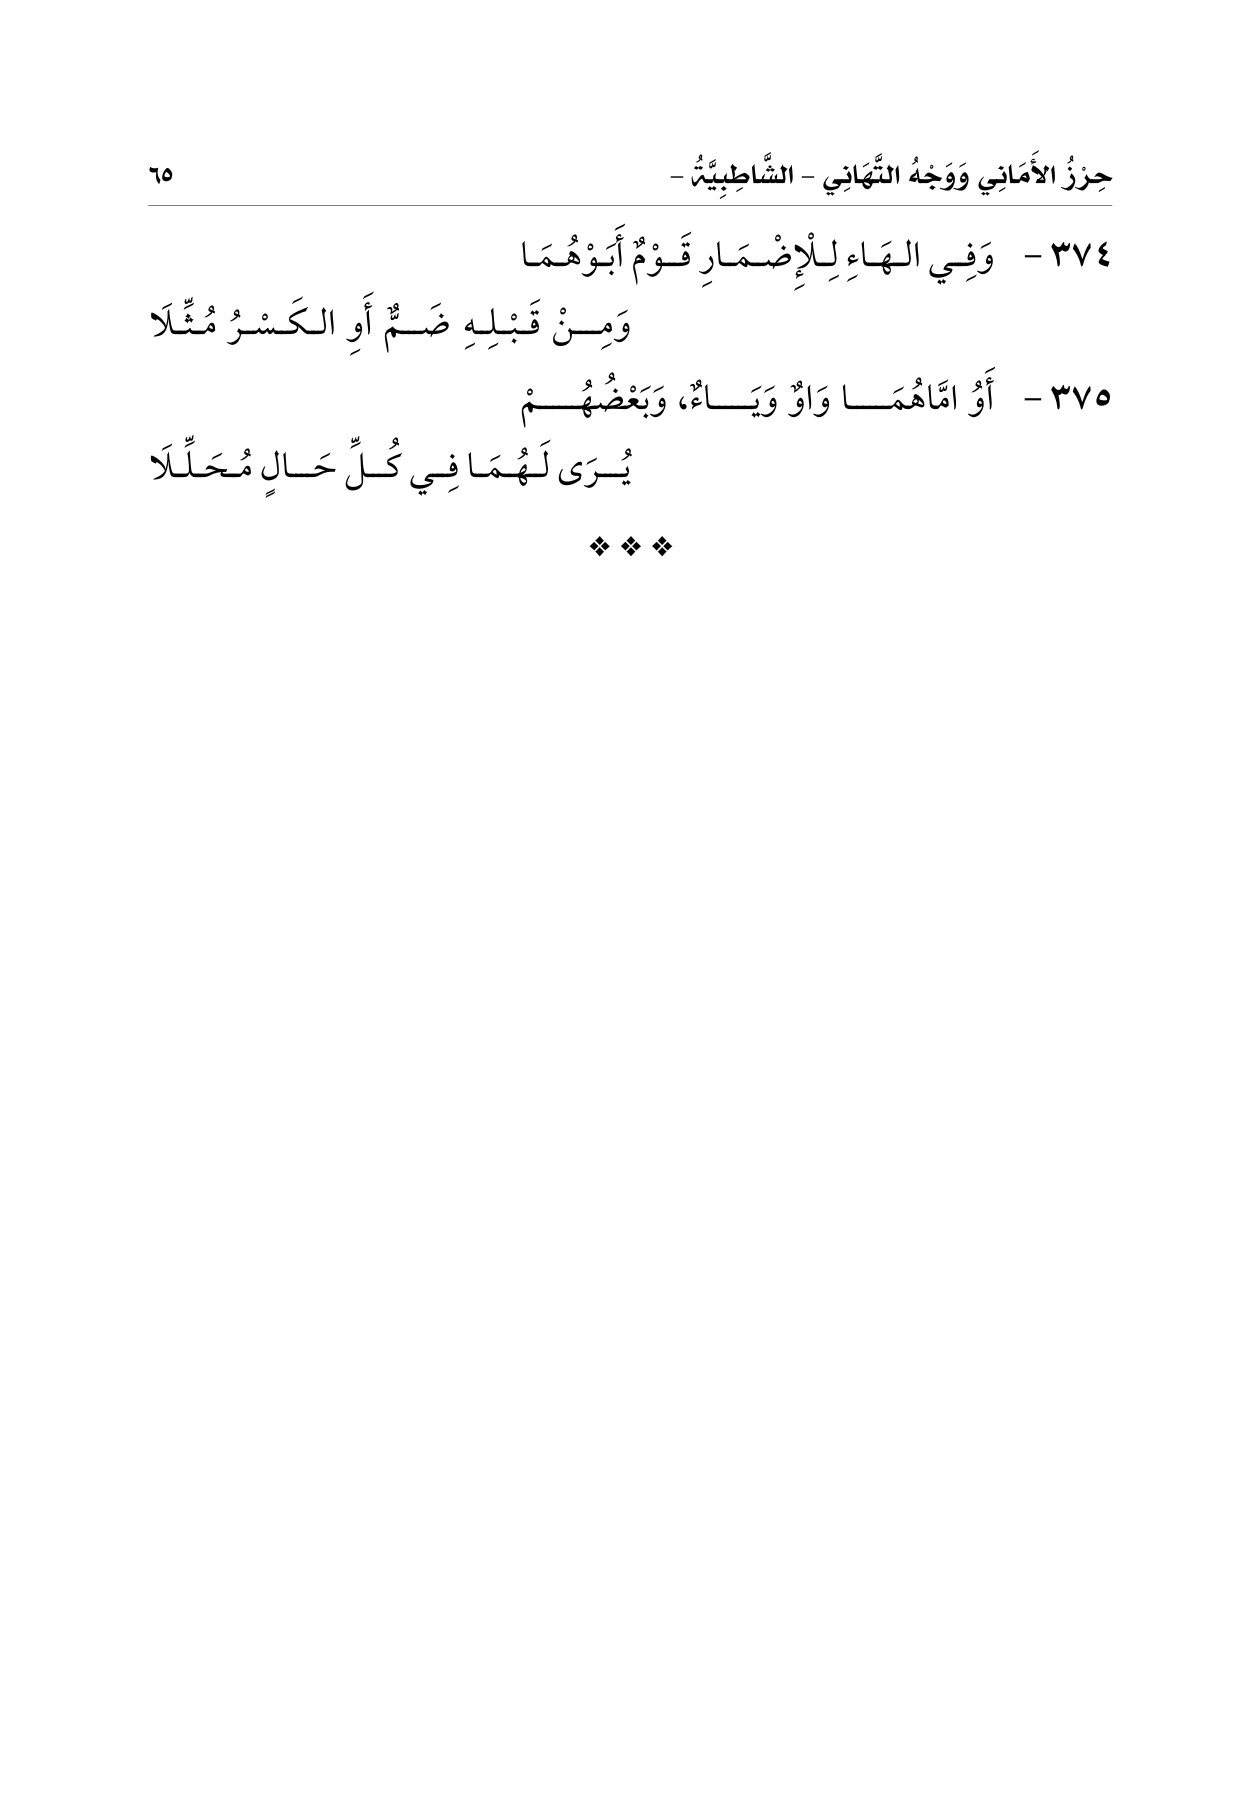 حِرْزُ الأَمَانِي وَوَجْهُ التَّهَانِي – الشَّاطِبِيَّةُ – ٦٥
٣٧٤ – وَفِي الهَاءِ لِلْإِضْمَارِ قَوْمٌ أَبَوْهُمَا
وَمِنْ قَبْلِهِ ضَمٌّ أَوِ الكَسْرُ مُثِّلَا
٣٧٥ – أَوُ امَّاهُمَا وَاوٌ وَيَاءٌ، وَبَعْضُهُمْ
يُرَى لَهُمَا فِي كُلِّ حَالٍ مُحَلِّلَا